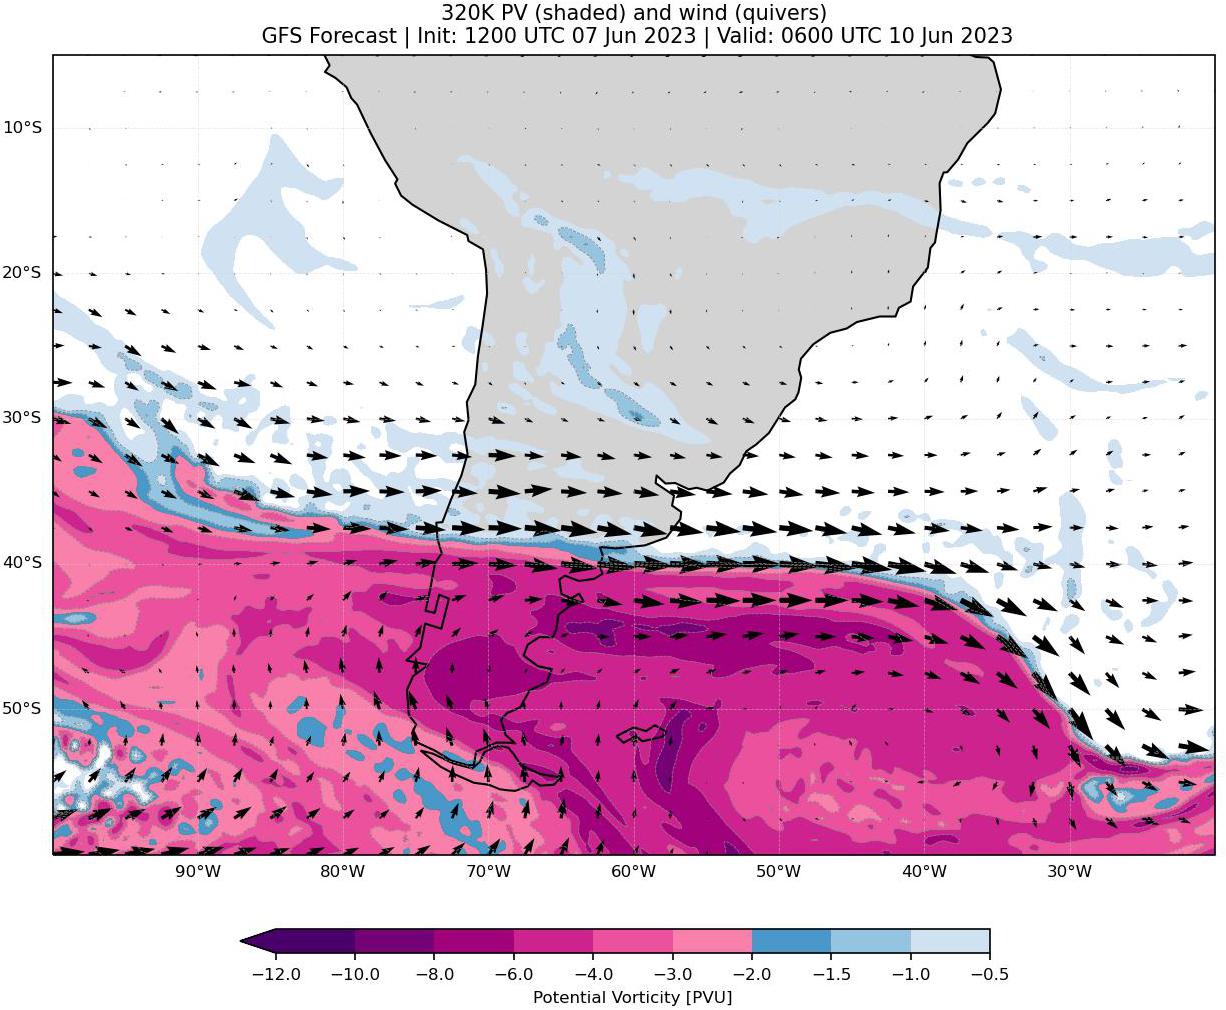 320K PV (shaded) and wind (quivers)
GFS Forecast | Init: 1200 UTC 07 Jun 2023 | Valid: 0600 UTC 10 Jun 2023
10°S
20°S
30°S
40°S
50°S
90°W 80°W 70°W 60°W 50°W 40°W 30°W
−12.0 −10.0 −8.0 −6.0 −4.0 −3.0 −2.0 −1.5 −1.0 −0.5
Potential Vorticity [PVU]